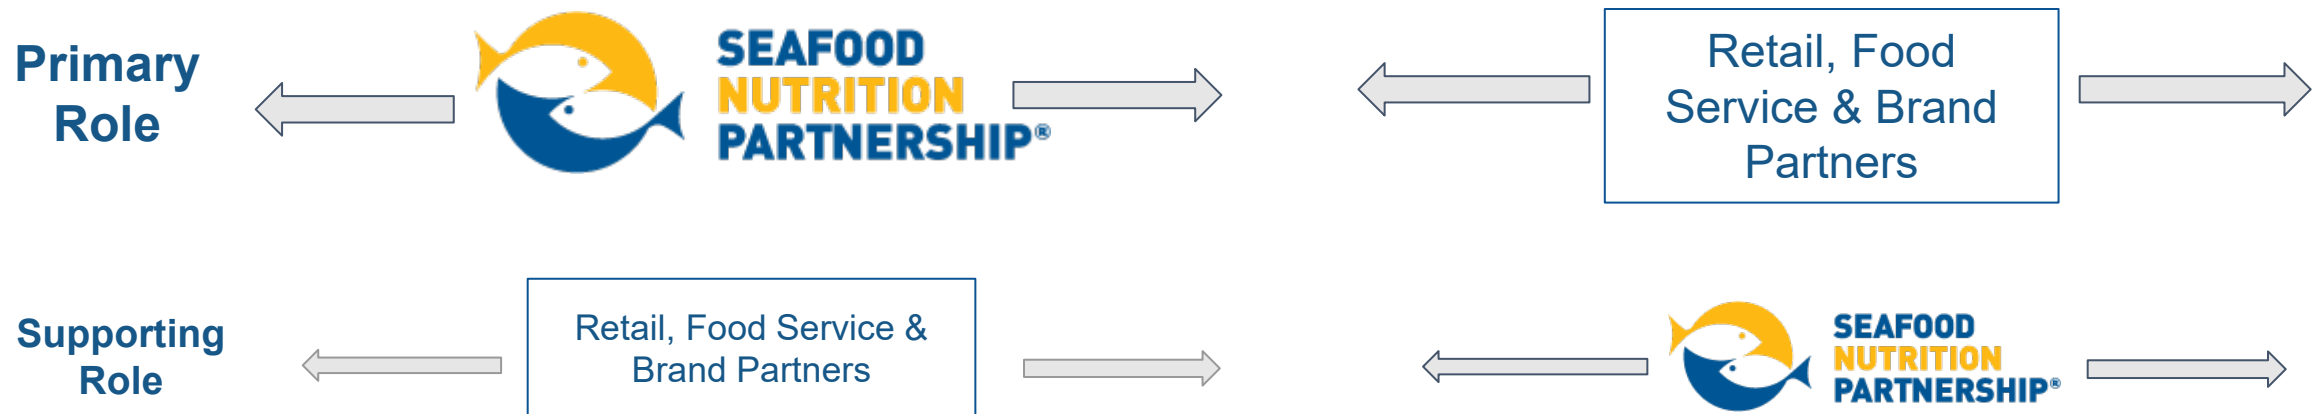 Primary
Role
SEAFOOD
NUTRITION
PARTNERSHIP®
Retail, Food
Service & Brand
Partners
Supporting
Role
Retail, Food Service &
Brand Partners
SEAFOOD
NUTRITION
PARTNERSHIP®